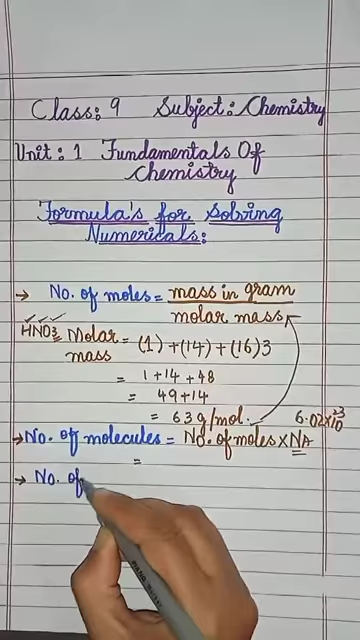 Class: 9 Subject: Chemistry
Unit: 1 Fundamentals Of
Chemistry
Formula's for Solving
Numericals:
→ No. of moles = mass in gram
molar mass
HNO3 = Molar mass = (1) + (14) + (16)3
= 1 + 14 + 48
= 49 + 14
= 63 g/mol.
6.02×10²³
→ No. of molecules = No. of moles × NA
=
→ No. of